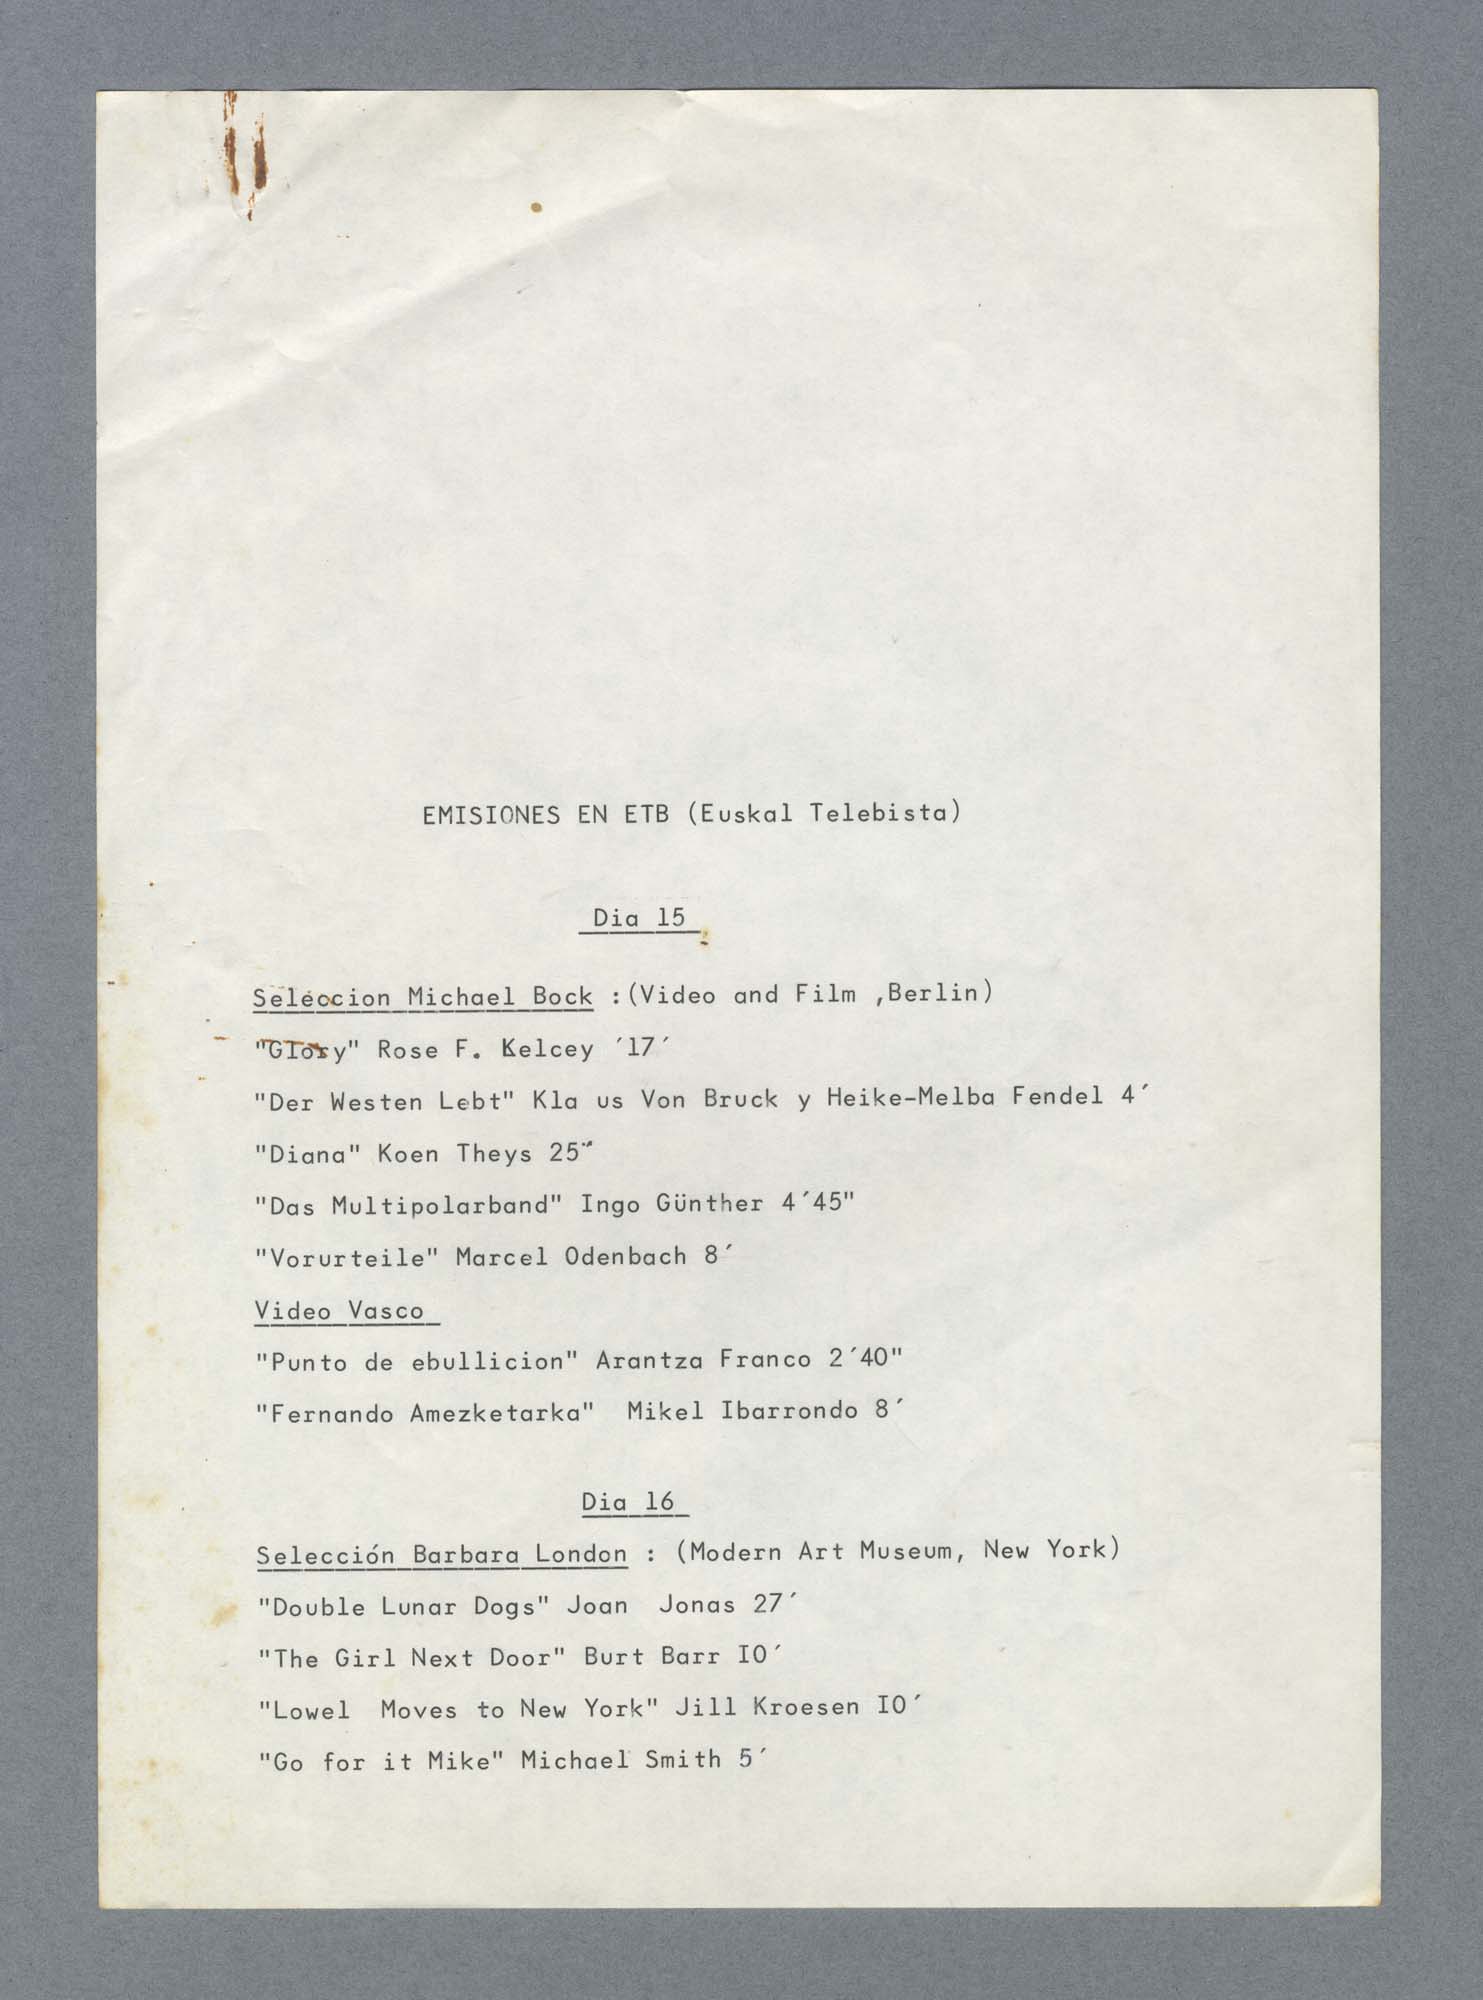 EMISIONES EN ETB (Euskal Telebista)
Dia 15
Seleccion Michael Bock :(Video and Film ,Berlin)
"Glory" Rose F. Kelcey ´17´
"Der Westen Lebt" Kla us Von Bruck y Heike-Melba Fendel 4´
"Diana" Koen Theys 25´
"Das Multipolarband" Ingo Günther 4´45"
"Vorurteile" Marcel Odenbach 8´
Video Vasco
"Punto de ebullicion" Arantza Franco 2´40"
"Fernando Amezketarka"  Mikel Ibarrondo 8´
Dia 16
Selección Barbara London : (Modern Art Museum, New York)
"Double Lunar Dogs" Joan  Jonas 27´
"The Girl Next Door" Burt Barr IO´
"Lowel  Moves to New York" Jill Kroesen IO´
"Go for it Mike" Michael Smith 5´